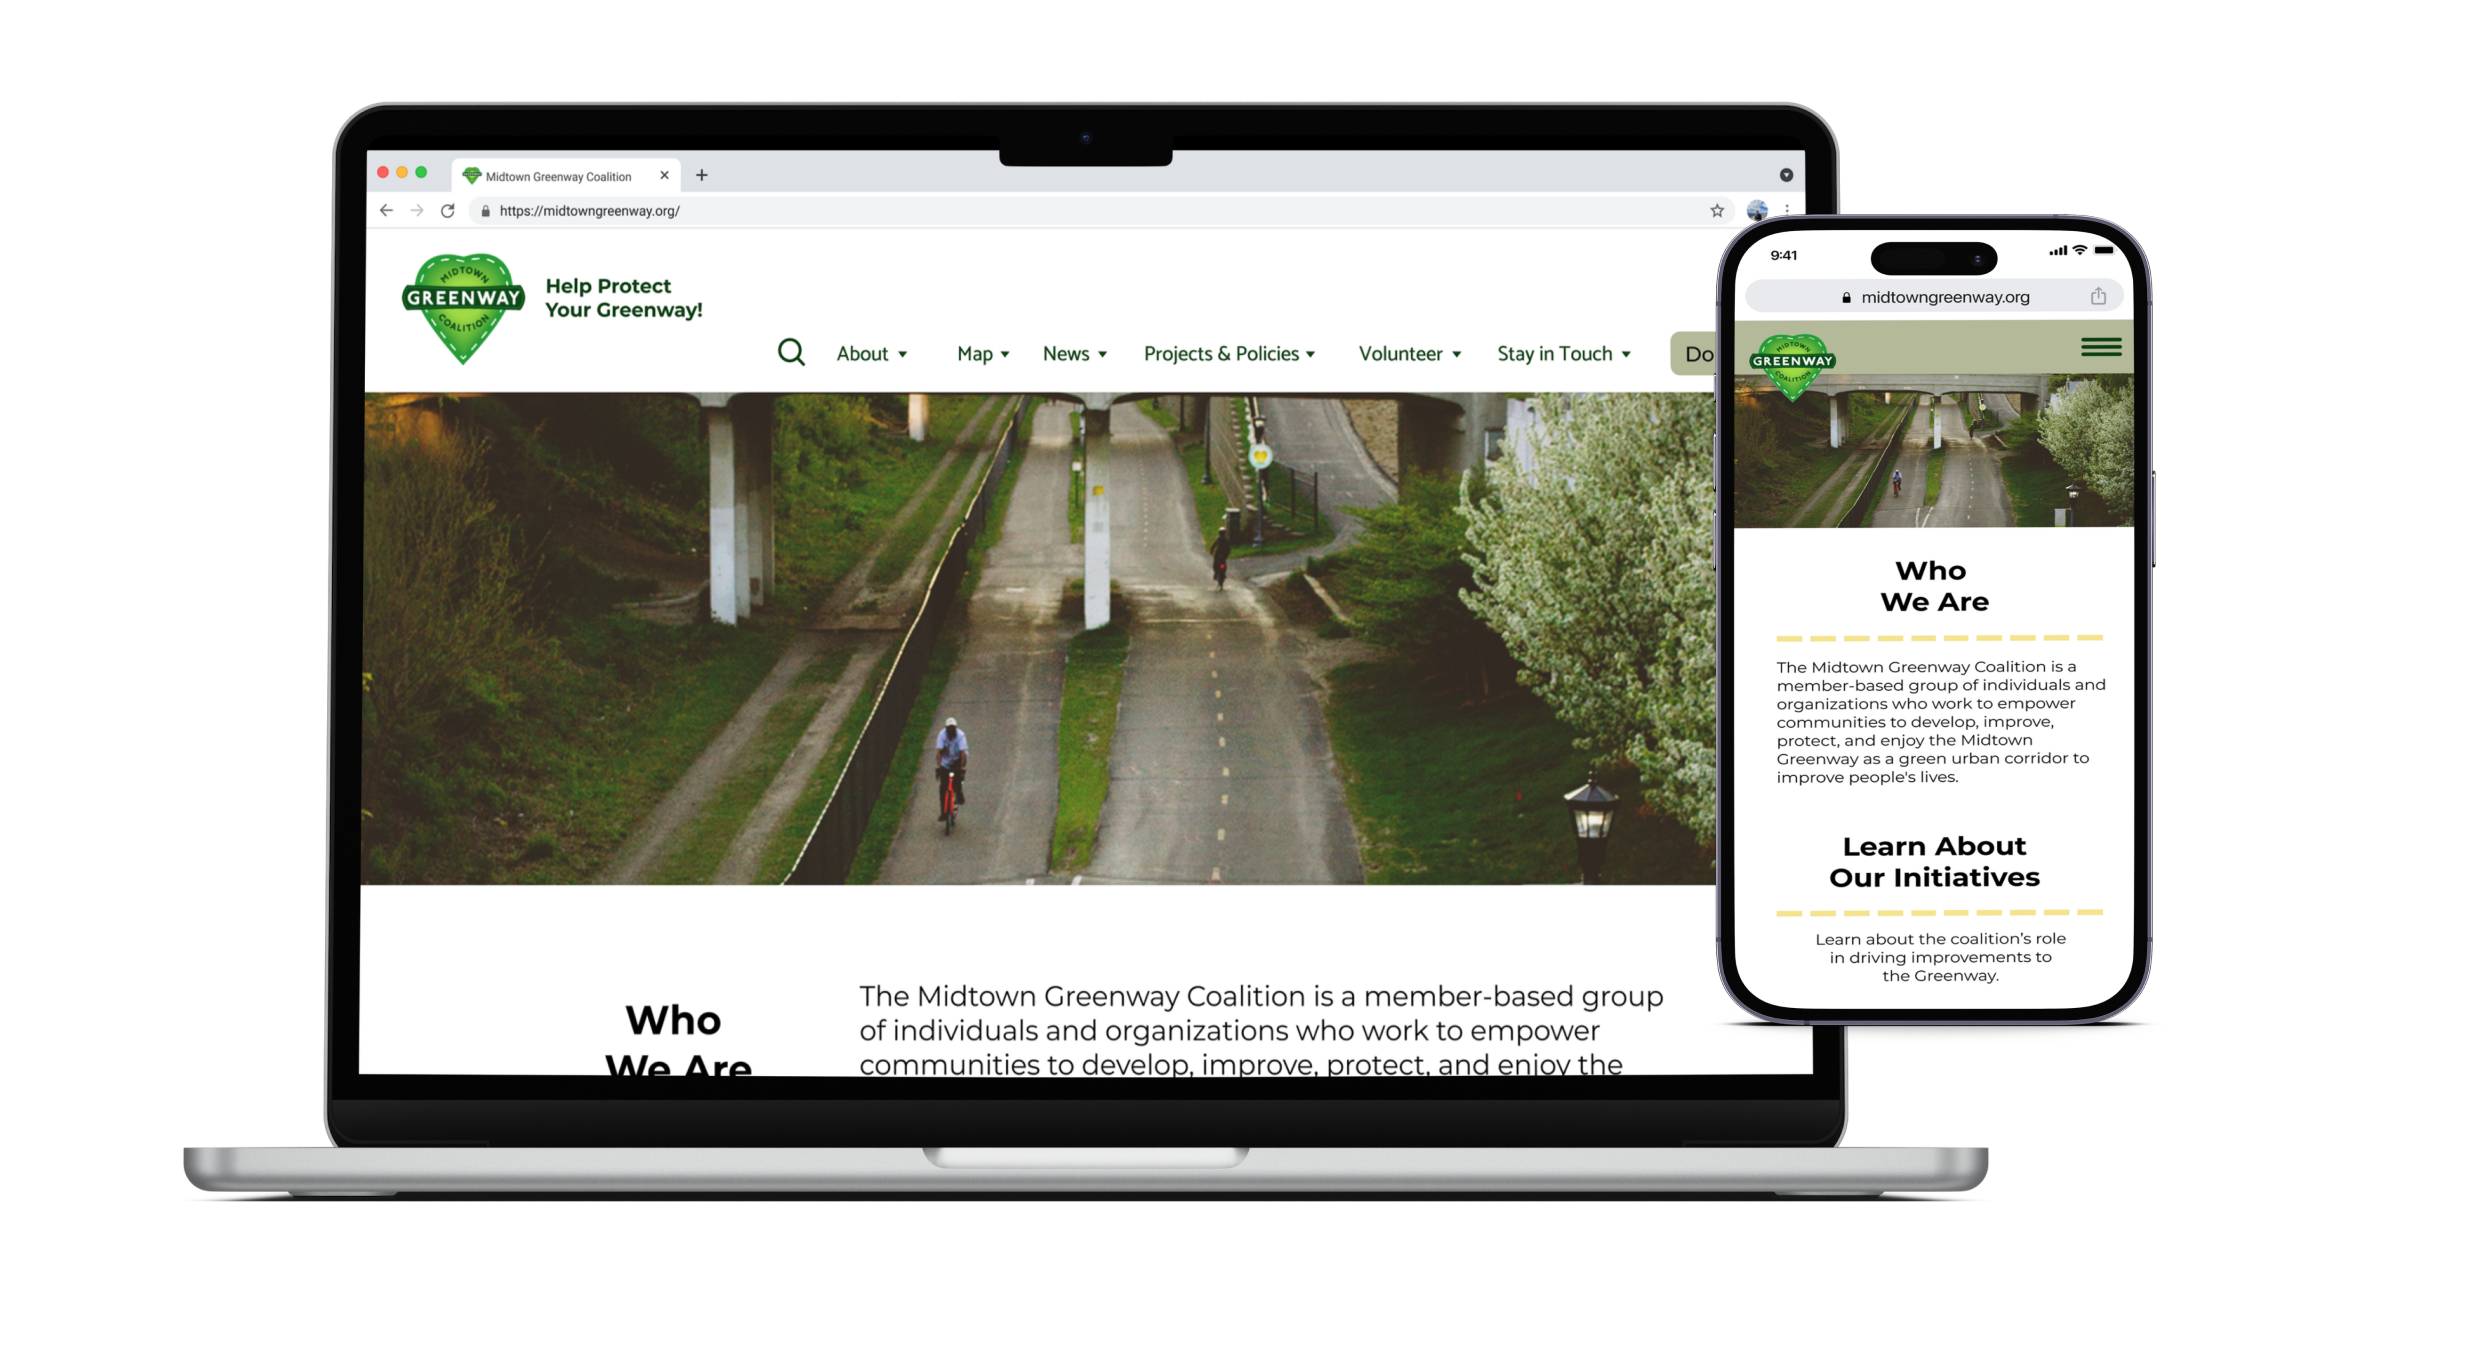 Midtown Greenway Coalition
https://midtowngreenway.org/
MIDTOWN
GREENWAY
COALITION
Help Protect
Your Greenway!
About
Map
News
Projects & Policies
Volunteer
Stay in Touch
Do
Who
We Are
The Midtown Greenway Coalition is a member-based group
of individuals and organizations who work to empower
communities to develop, improve, protect, and enjoy the
9:41
midtowngreenway.org
MIDTOWN
GREENWAY
COALITION
Who
We Are
The Midtown Greenway Coalition is a
member-based group of individuals and
organizations who work to empower
communities to develop, improve,
protect, and enjoy the Midtown
Greenway as a green urban corridor to
improve people's lives.
Learn About
Our Initiatives
Learn about the coalition’s role
in driving improvements to
the Greenway.